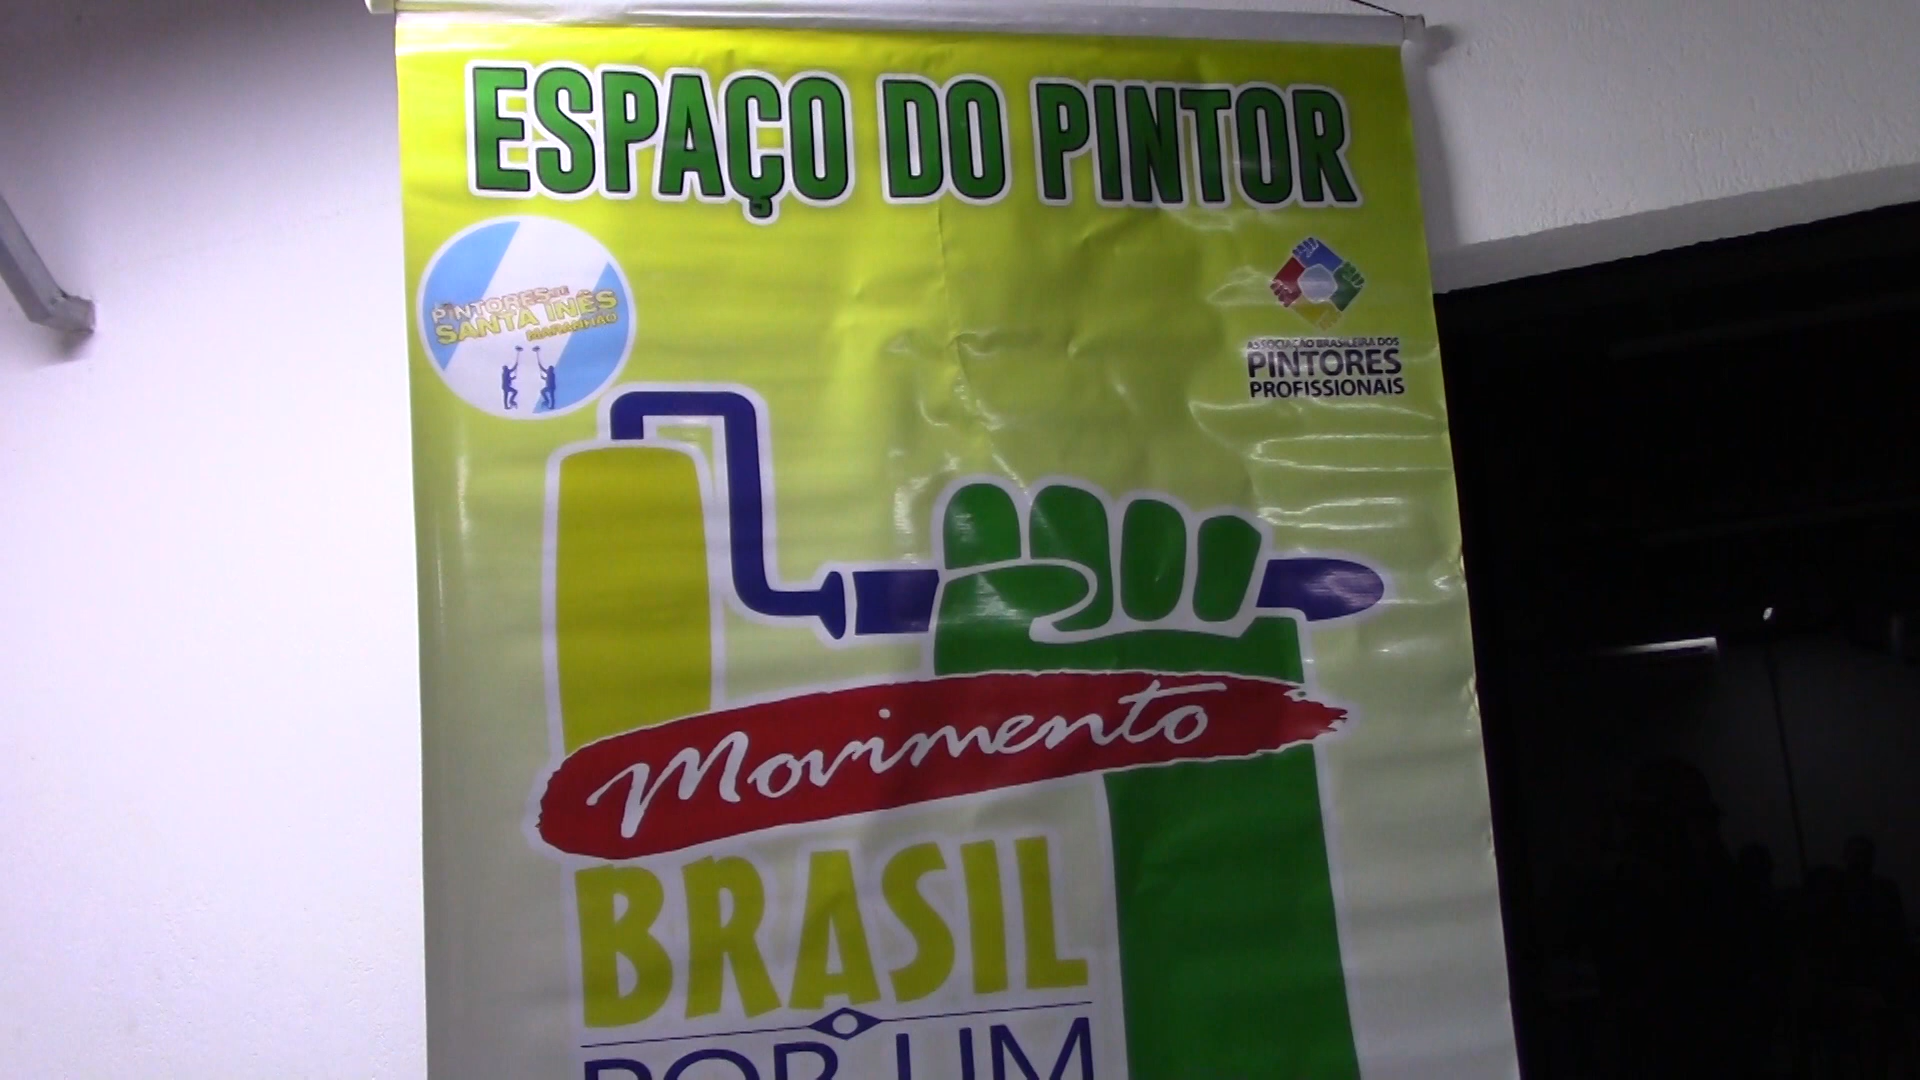 ESPAÇO DO PINTOR
PINTORES DE
SANTA INÊS
MARANHÃO
ASSOCIAÇÃO BRASILEIRA DOS
PINTORES
PROFISSIONAIS
Movimento
BRASIL
POR UM